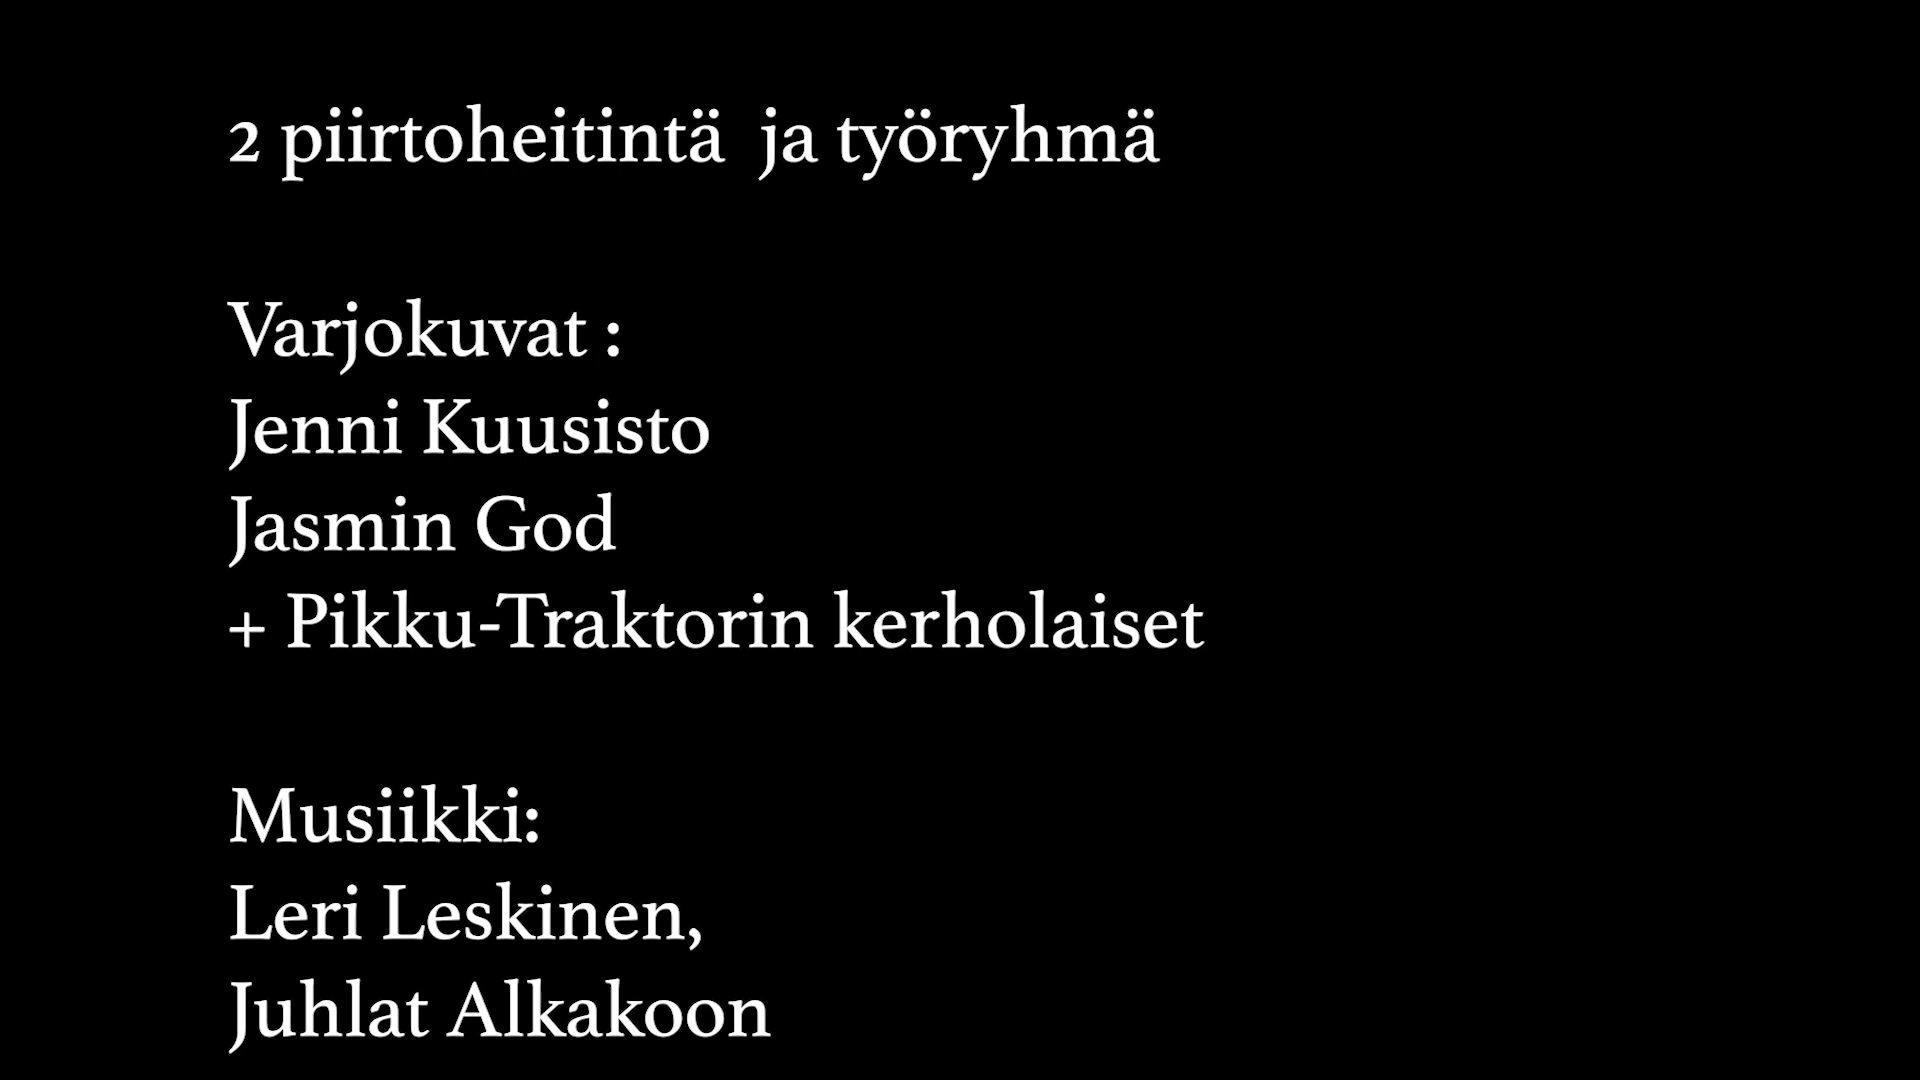 2 piirtoheitintä  ja työryhmä
Varjokuvat :
Jenni Kuusisto
Jasmin God
+ Pikku-Traktorin kerholaiset
Musiikki:
Leri Leskinen,
Juhlat Alkakoon